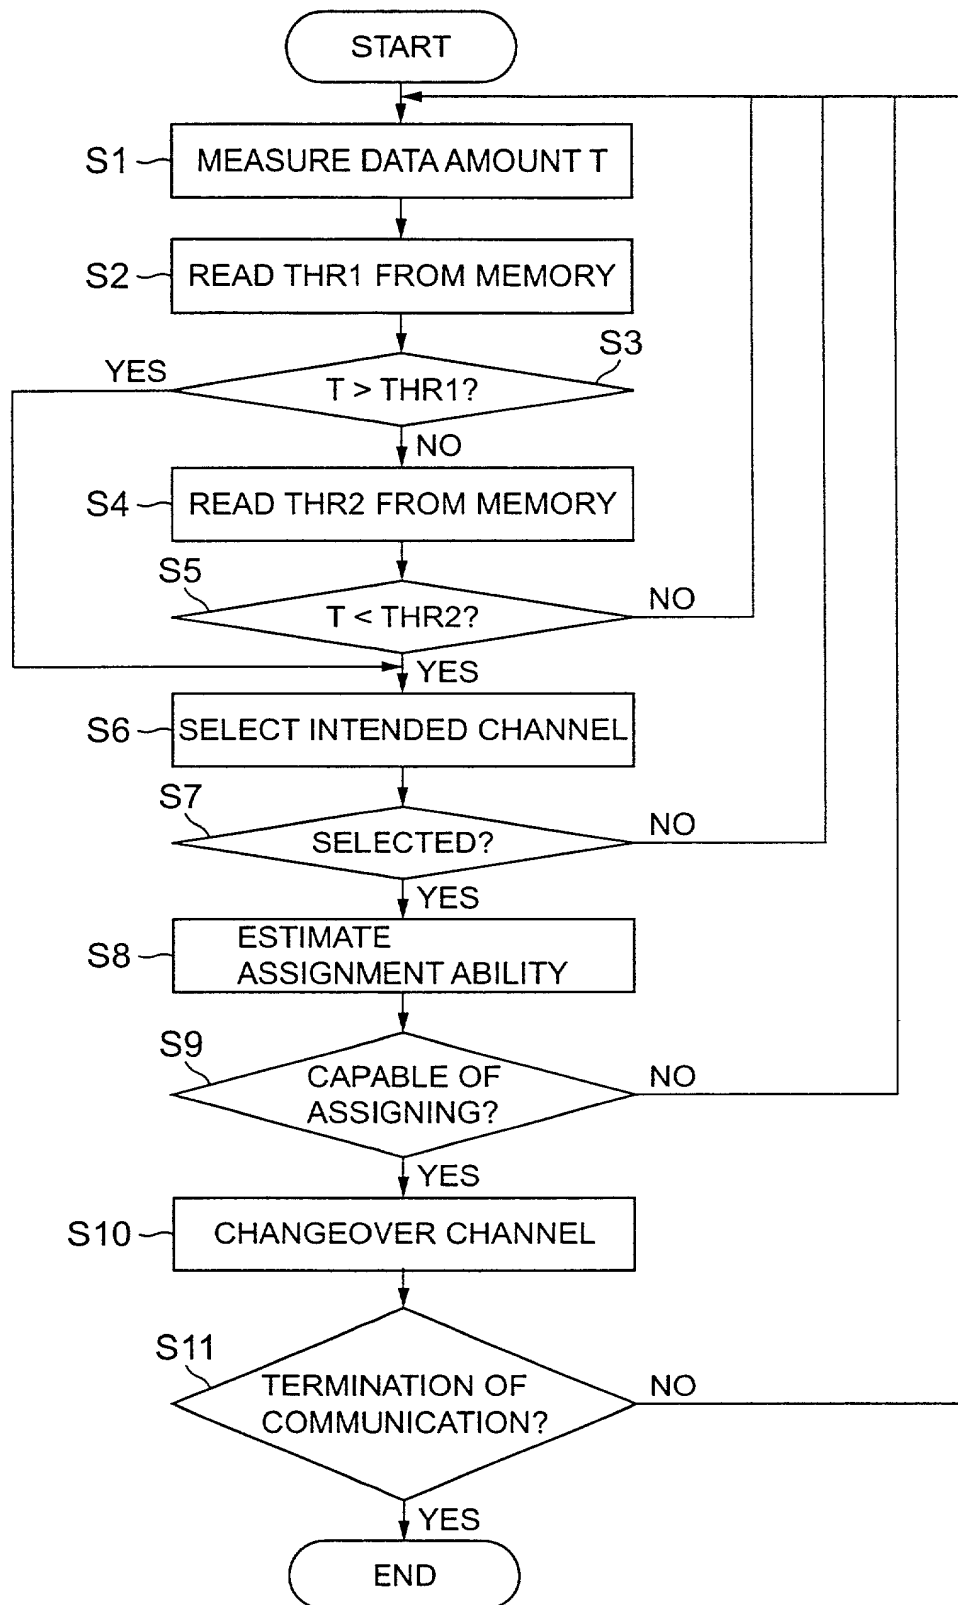 START
S1
MEASURE DATA AMOUNT T
S2
READ THR1 FROM MEMORY
S3
YES
T > THR1?
NO
S4
READ THR2 FROM MEMORY
S5
T < THR2?
NO
YES
S6
SELECT INTENDED CHANNEL
S7
SELECTED?
NO
YES
S8
ESTIMATE
ASSIGNMENT ABILITY
S9
CAPABLE OF
ASSIGNING?
NO
YES
S10
CHANGEOVER CHANNEL
S11
TERMINATION OF
COMMUNICATION?
NO
YES
END